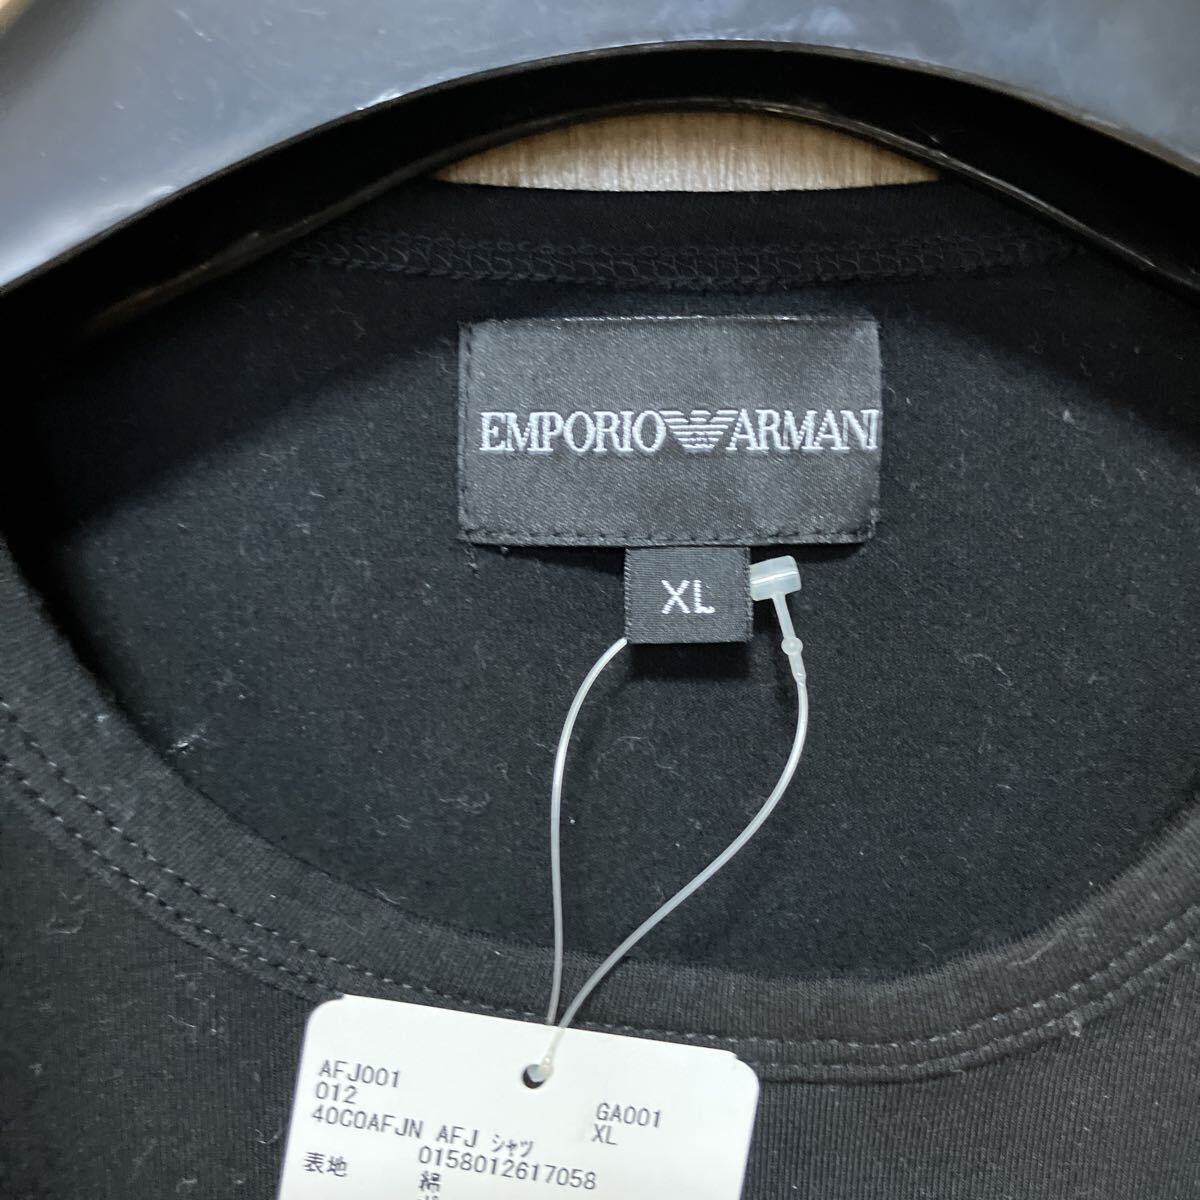 EMPORIO ARMANI
XL
AFJ001
012 GA001
40C0AFJN AFJ シャツ XL
0158012617058
表地 綿